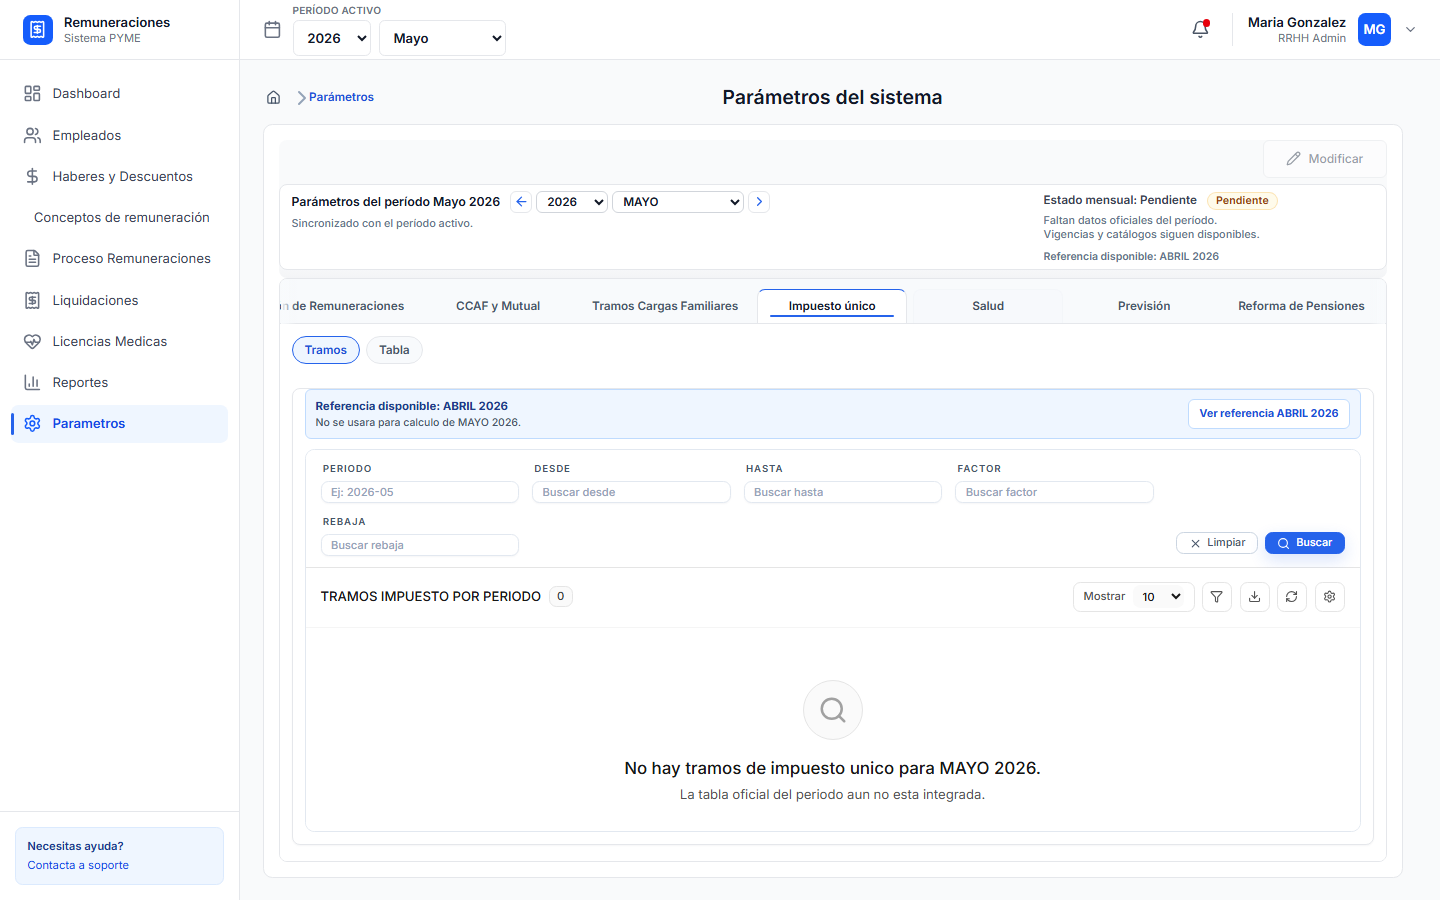 Remuneraciones
Sistema PYME
PERÍODO ACTIVO
2026
Mayo
Maria Gonzalez
RRHH Admin
MG
Dashboard
Empleados
Haberes y Descuentos
Conceptos de remuneración
Proceso Remuneraciones
Liquidaciones
Licencias Medicas
Reportes
Parametros
Necesitas ayuda?
Contacta a soporte
Parámetros
Parámetros del sistema
Modificar
Parámetros del período Mayo 2026
2026
MAYO
Sincronizado con el período activo.
Estado mensual: Pendiente
Pendiente
Faltan datos oficiales del período.
Vigencias y catálogos siguen disponibles.
Referencia disponible: ABRIL 2026
n de Remuneraciones
CCAF y Mutual
Tramos Cargas Familiares
Impuesto único
Salud
Previsión
Reforma de Pensiones
Tramos
Tabla
Referencia disponible: ABRIL 2026
No se usara para calculo de MAYO 2026.
Ver referencia ABRIL 2026
PERIODO
DESDE
HASTA
FACTOR
Ej: 2026-05
Buscar desde
Buscar hasta
Buscar factor
REBAJA
Buscar rebaja
Limpiar
Buscar
TRAMOS IMPUESTO POR PERIODO
0
Mostrar
10
No hay tramos de impuesto unico para MAYO 2026.
La tabla oficial del periodo aun no esta integrada.